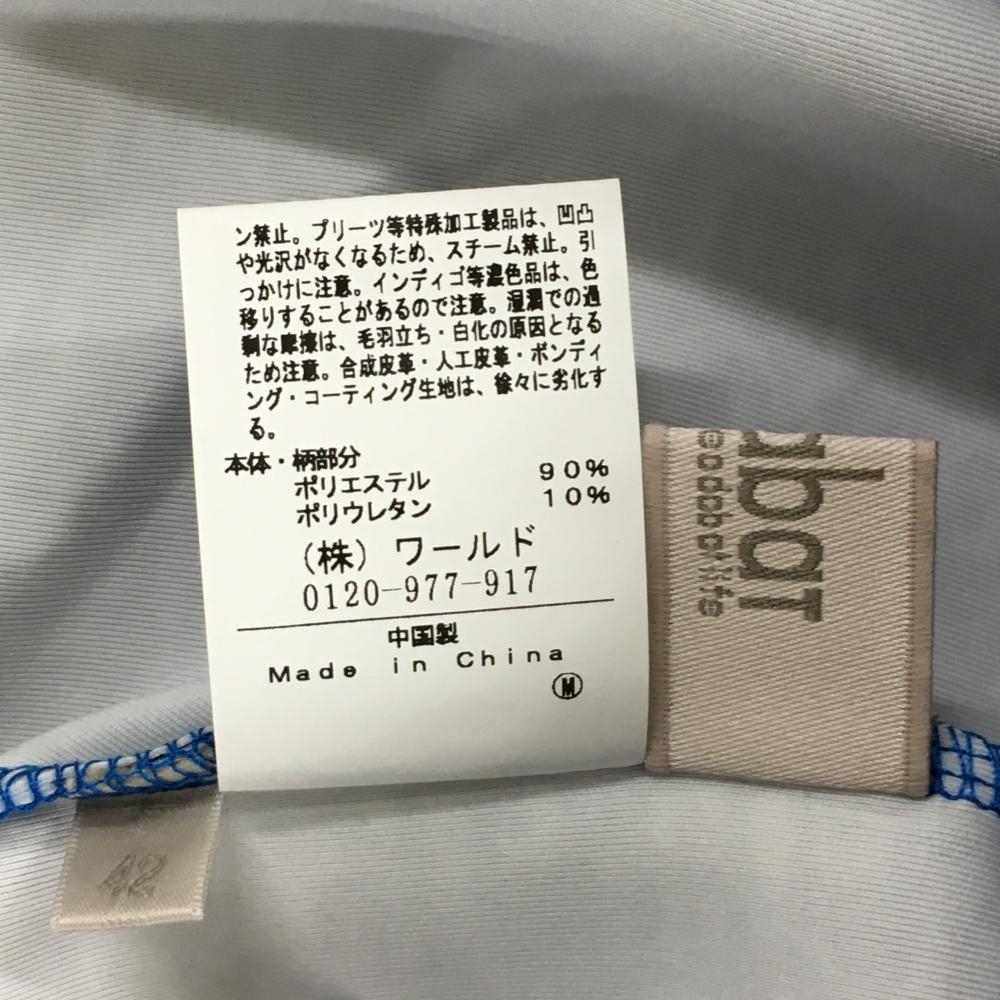 ン禁止。プリーツ等特殊加工製品は、凹凸
や光沢がなくなるため、スチーム禁止。引
っかけに注意。インディゴ等濃色品は、色
移りすることがあるので注意。湿潤での過
剰な摩擦は、毛羽立ち・白化の原因となる
ため注意。合成皮革・人工皮革・ボンディ
ング・コーティング生地は、徐々に劣化す
る。
本体・柄部分
ポリエステル 90%
ポリウレタン 10%
(株) ワールド
0120-977-917
中国製
Made in China
M
42